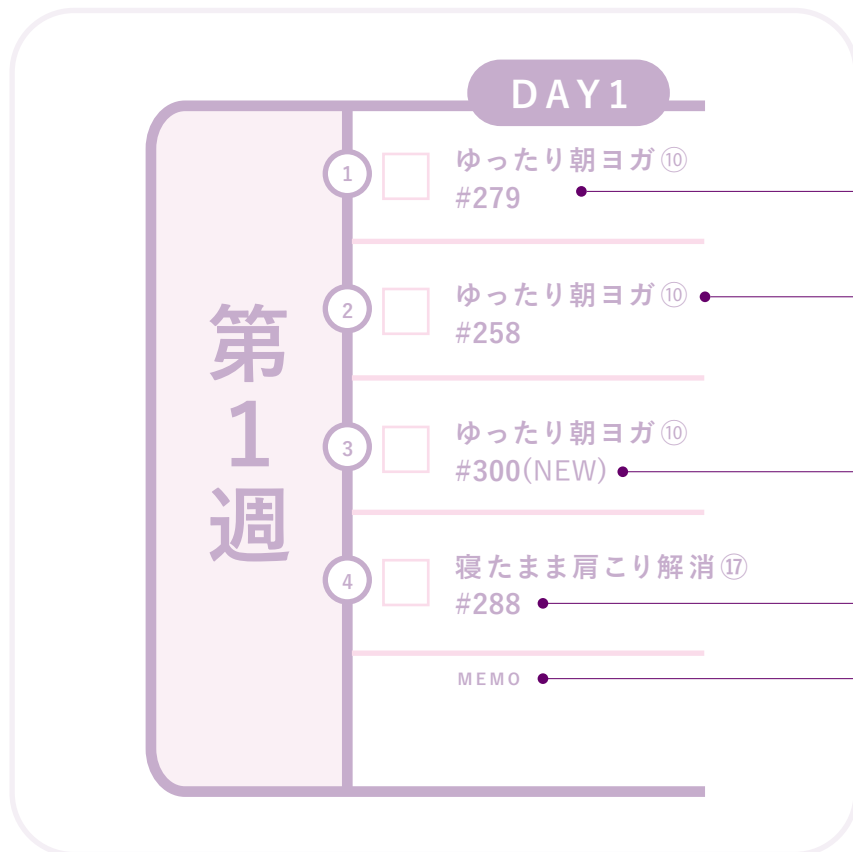 DAY1
第1週
1
ゆったり朝ヨガ⑩
#279
2
ゆったり朝ヨガ⑩
#258
3
ゆったり朝ヨガ⑩
#300(NEW)
4
寝たまま肩こり解消⑰
#288
MEMO